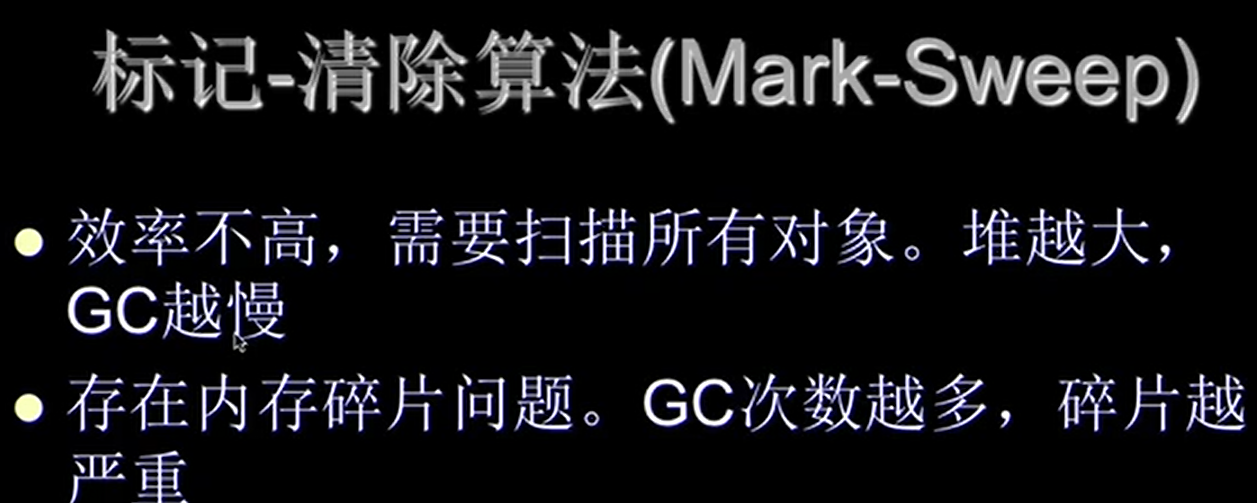 标记-清除算法(Mark-Sweep)
效率不高，需要扫描所有对象。堆越大，
GC越慢
存在内存碎片问题。GC次数越多，碎片越
严重